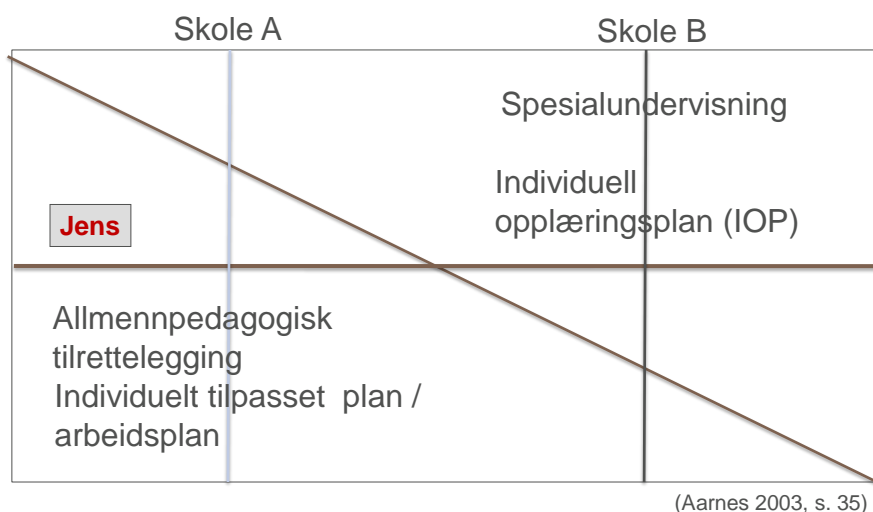 Skole A
Skole B
Spesialundervisning
Individuell
opplæringsplan (IOP)
Jens
Allmennpedagogisk
tilrettelegging
Individuelt tilpasset  plan /
arbeidsplan
(Aarnes 2003, s. 35)